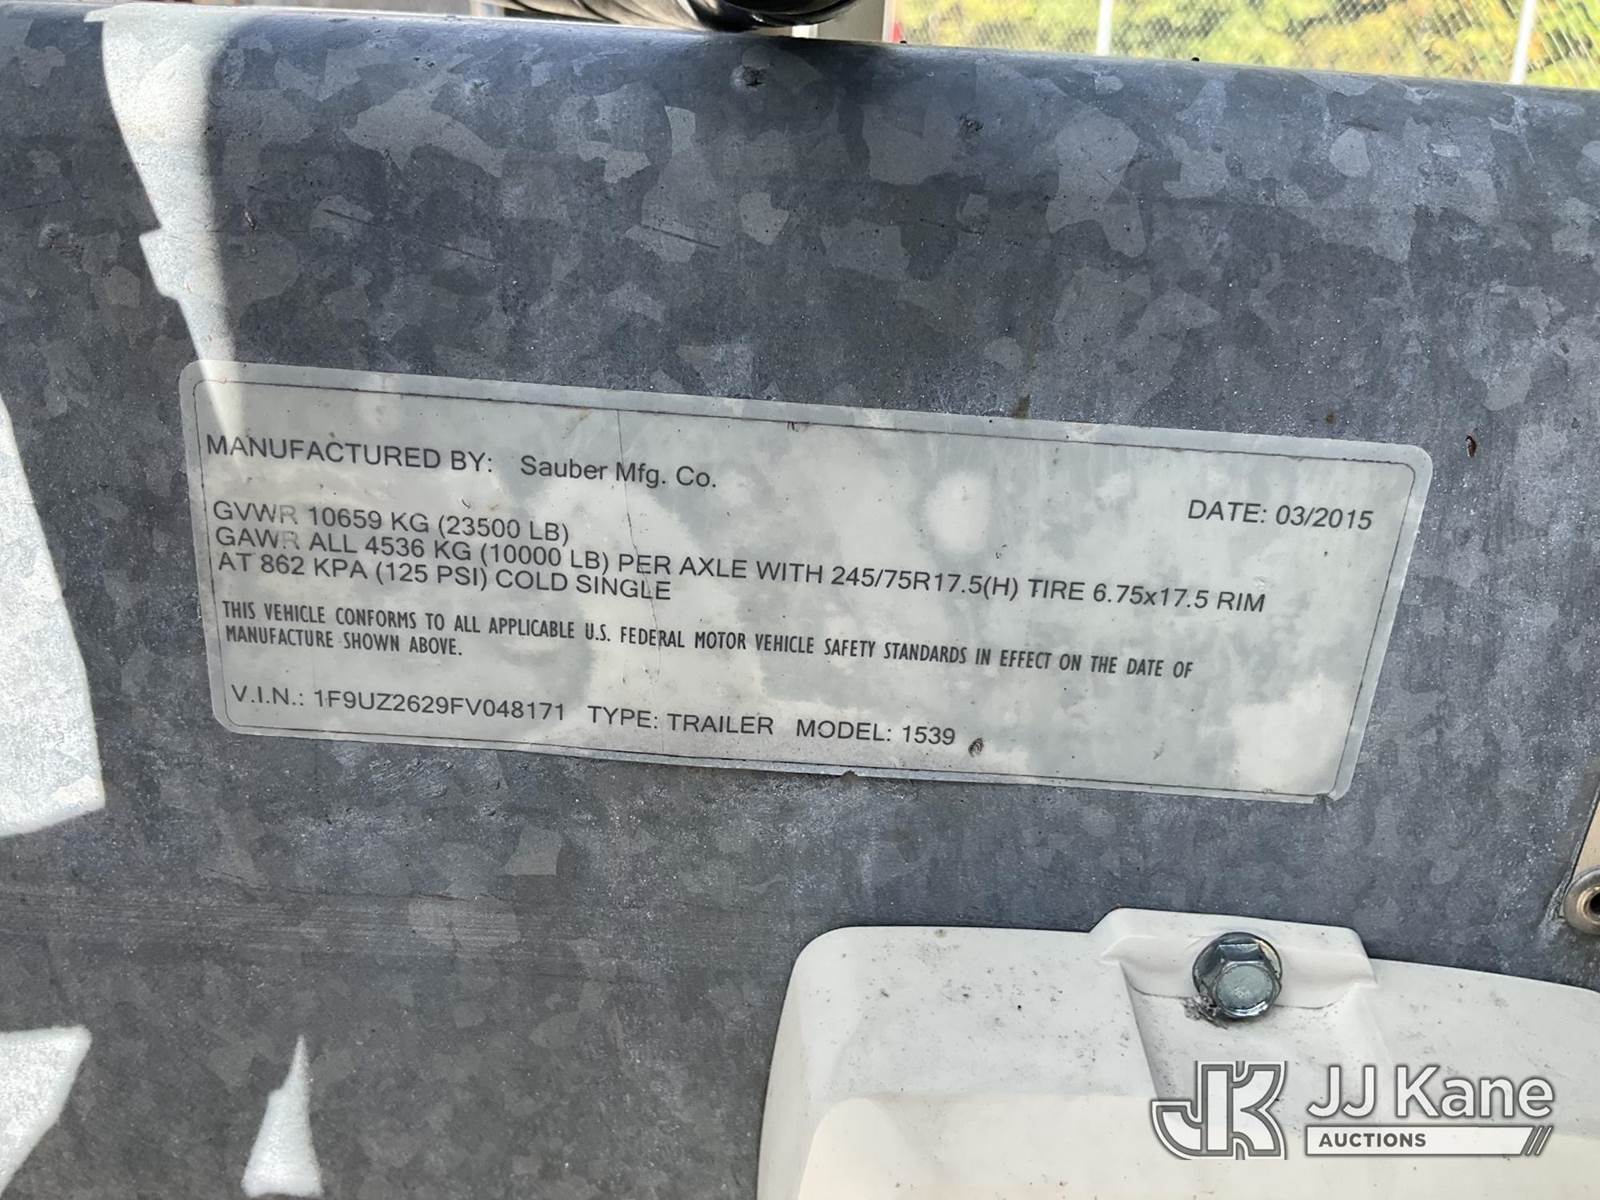 MANUFACTURED BY: Sauber Mfg. Co.
DATE: 03/2015
GVWR 10659 KG (23500 LB)
GAWR ALL 4536 KG (10000 LB) PER AXLE WITH 245/75R17.5(H) TIRE 6.75x17.5 RIM
AT 862 KPA (125 PSI) COLD SINGLE
THIS VEHICLE CONFORMS TO ALL APPLICABLE U.S. FEDERAL MOTOR VEHICLE SAFETY STANDARDS IN EFFECT ON THE DATE OF
MANUFACTURE SHOWN ABOVE.
V.I.N.: 1F9UZ2629FV048171 TYPE: TRAILER MODEL: 1539
JK JJ Kane
AUCTIONS